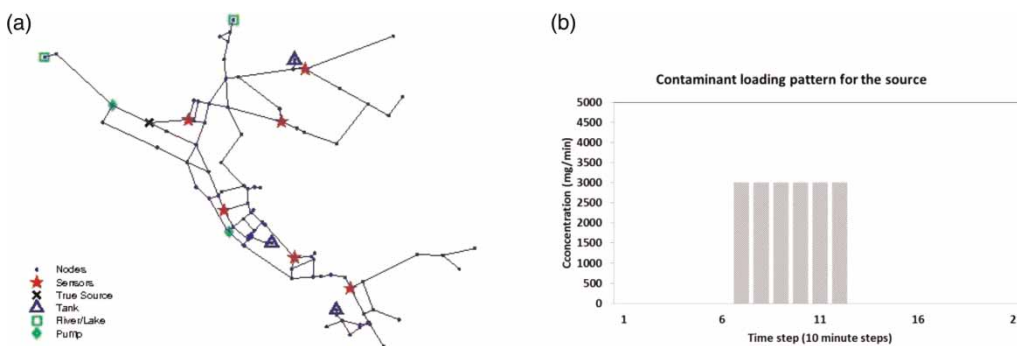 (a)
Nodes
Sensors
True Source
Tank
River/Lake
Pump
(b)
Contaminant loading pattern for the source
Cconcentration (mg/min)
5000
4500
4000
3500
3000
2500
2000
1500
1000
500
0
1 6 11 16 2
Time step (10 minute steps)